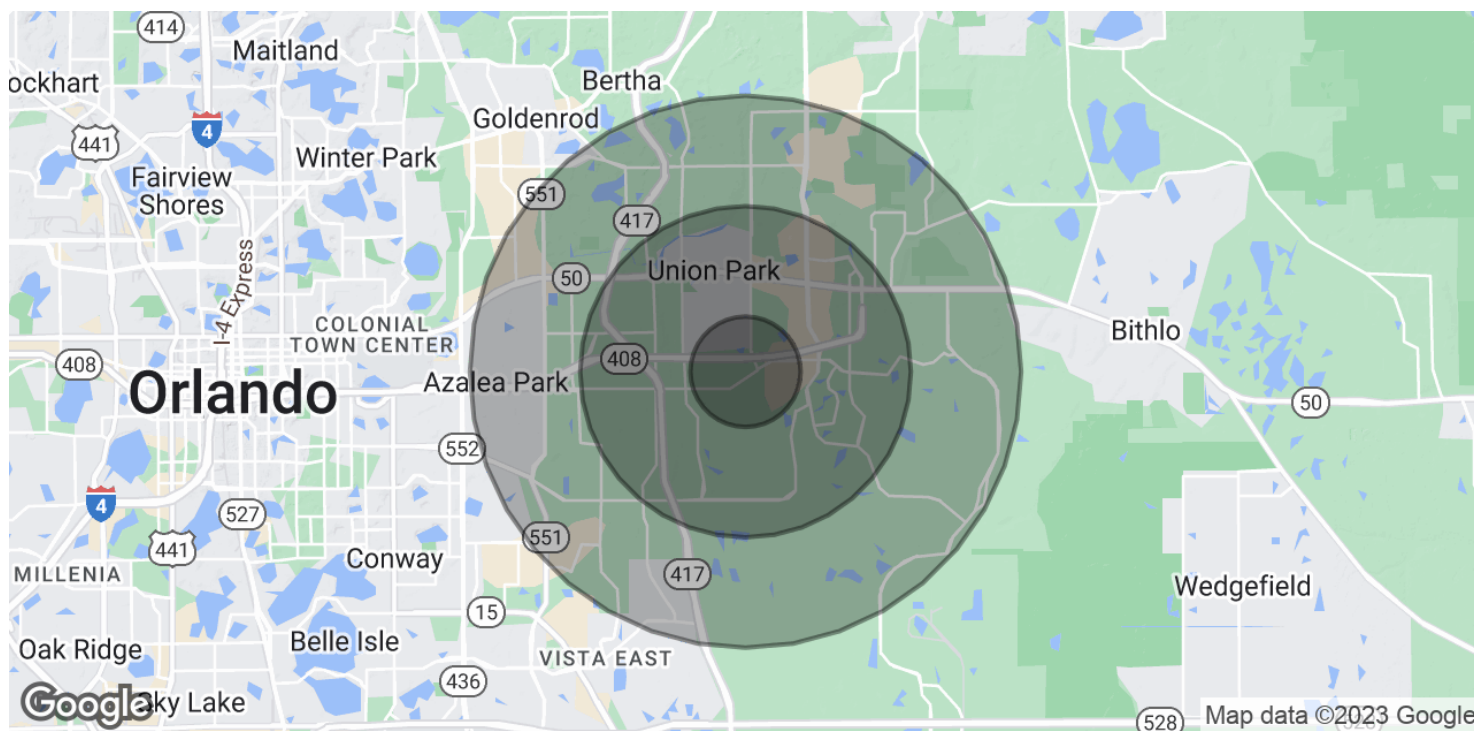 414
Maitland
ockhart
Bertha
Goldenrod
4
441
Winter Park
Fairview
Shores
551
417
I-4 Express
50
Union Park
COLONIAL
TOWN CENTER
Bithlo
408
408
Azalea Park
Orlando
50
552
4
527
551
441
Conway
MILLENIA
417
Wedgefield
15
Belle Isle
Oak Ridge
VISTA EAST
436
Google
Sky Lake
528
Map data ©2023 Google